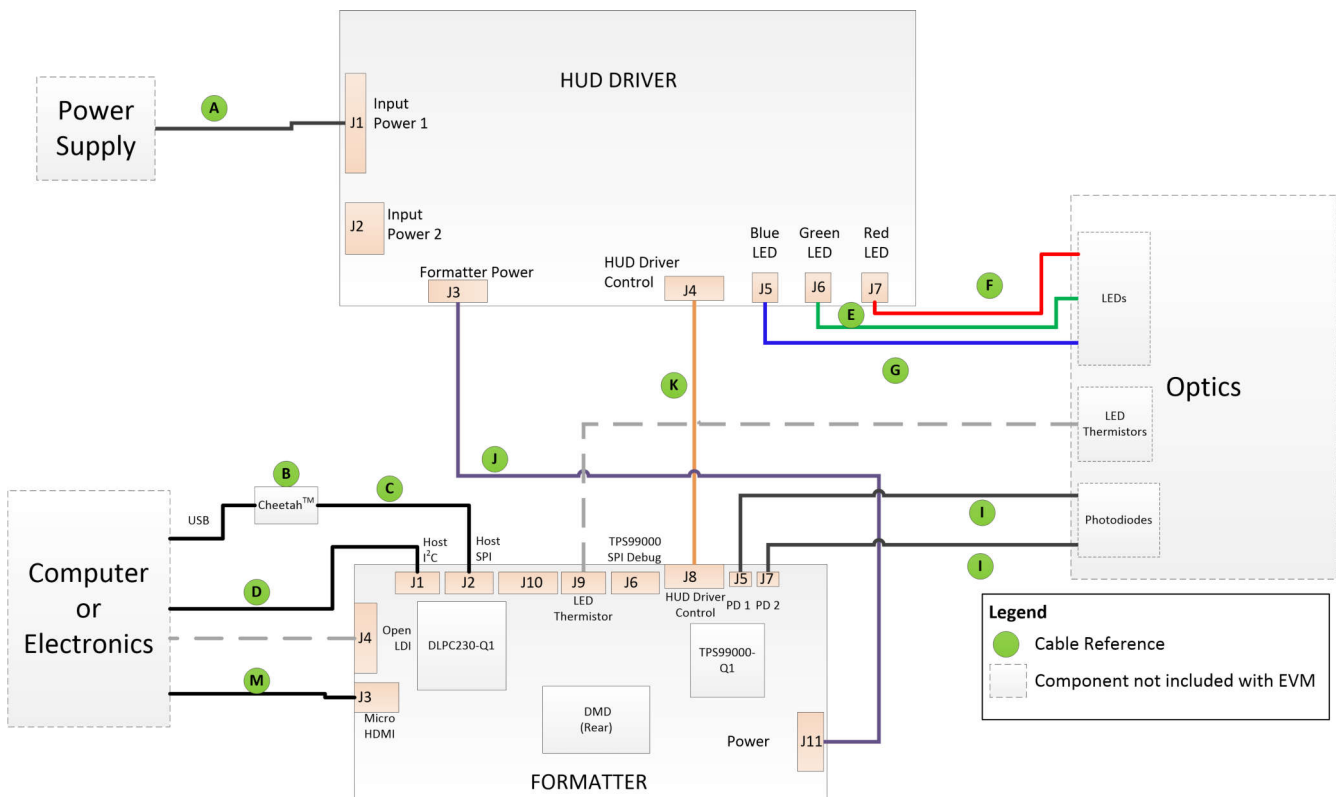 HUD DRIVER
Power
Supply
A
J1
Input
Power 1
J2
Input
Power 2
Formatter Power
J3
HUD Driver
Control
J4
Blue
LED
J5
Green
LED
J6
Red
LED
J7
F
E
G
LEDs
Optics
LED
Thermistors
Photodiodes
K
J
I
I
B
Cheetah™
C
USB
Computer
or
Electronics
D
M
Host
I²C
Host
SPI
TPS99000
SPI Debug
J1
J2
J10
J9
LED
Thermistor
J6
J8
HUD Driver
Control
J5
PD 1
J7
PD 2
J4
Open
LDI
J3
Micro
HDMI
DLPC230-Q1
TPS99000-
Q1
DMD
(Rear)
Power
J11
FORMATTER
Legend
Cable Reference
Component not included with EVM